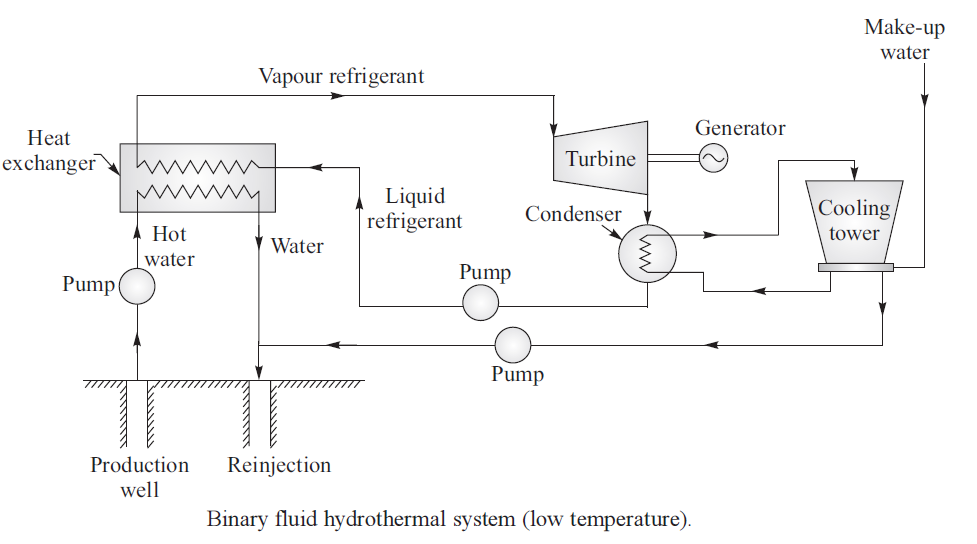 Make-up
water
Vapour refrigerant
Heat
exchanger
Generator
Turbine
Liquid
refrigerant
Condenser
Cooling
tower
Hot
water
Water
Pump
Pump
Pump
Production
well
Reinjection
Binary fluid hydrothermal system (low temperature).